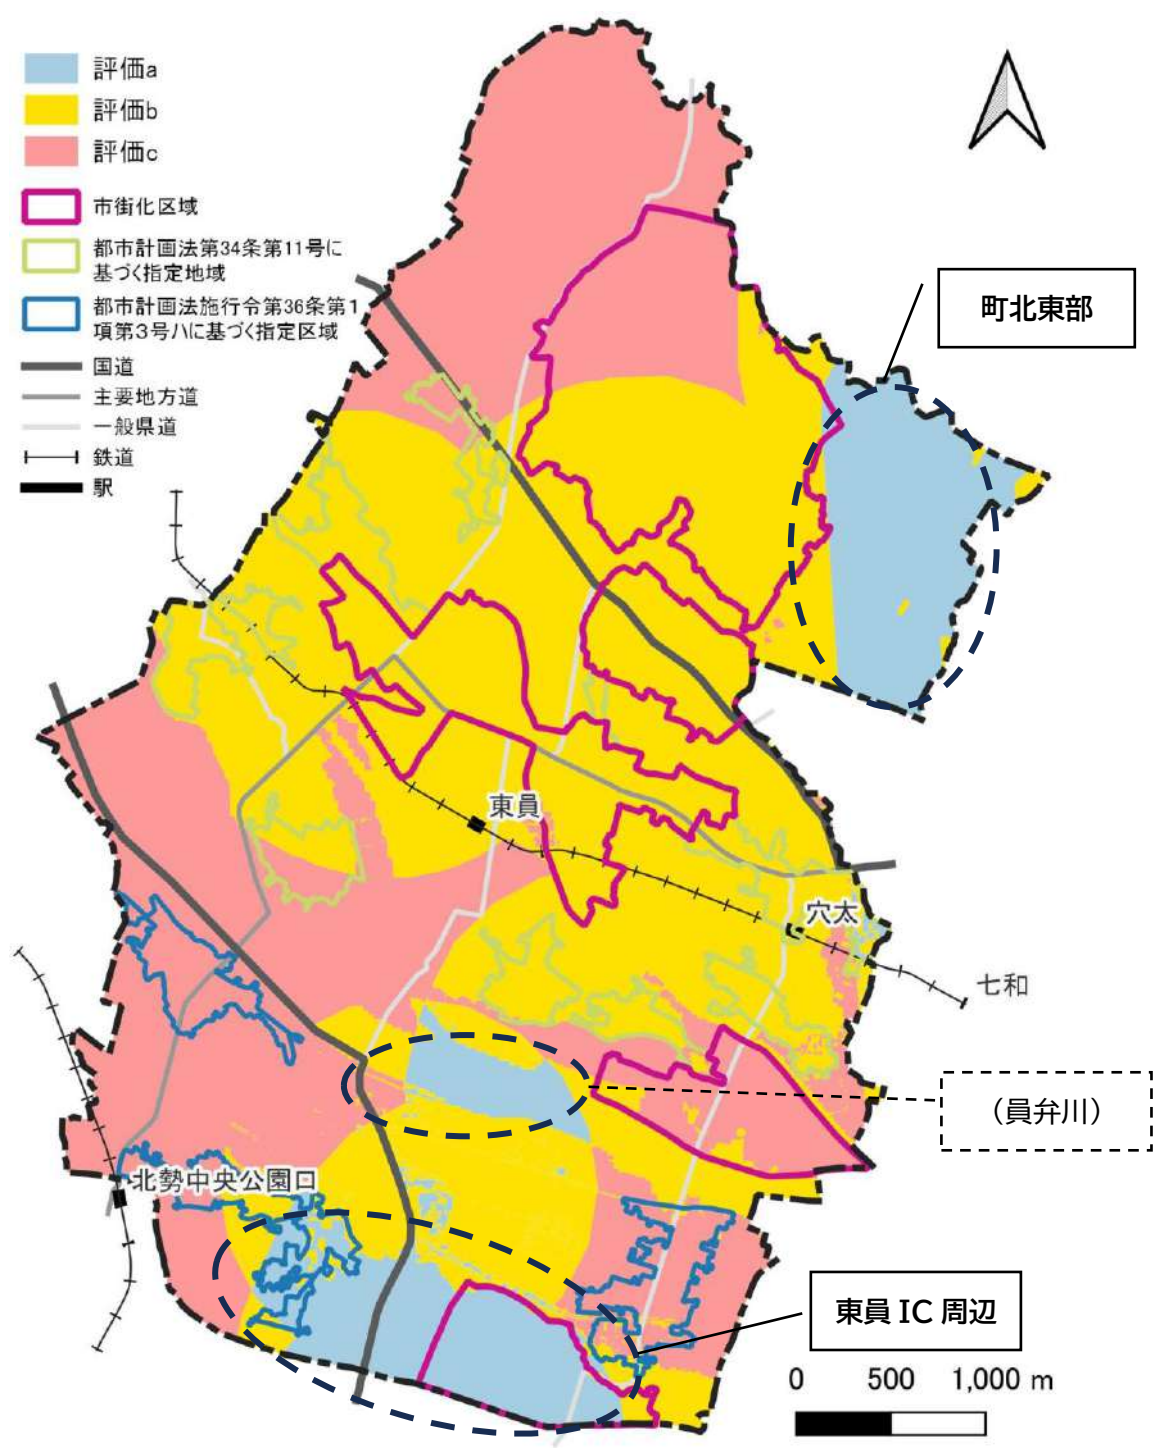 評価a
評価b
評価c
市街化区域
都市計画法第34条第11号に
基づく指定地域
都市計画法施行令第36条第1
項第3号ハに基づく指定区域
国道
主要地方道
一般県道
鉄道
駅
町北東部
東員
穴太
七和
(員弁川)
北勢中央公園口
東員 IC 周辺
0 500 1,000 m